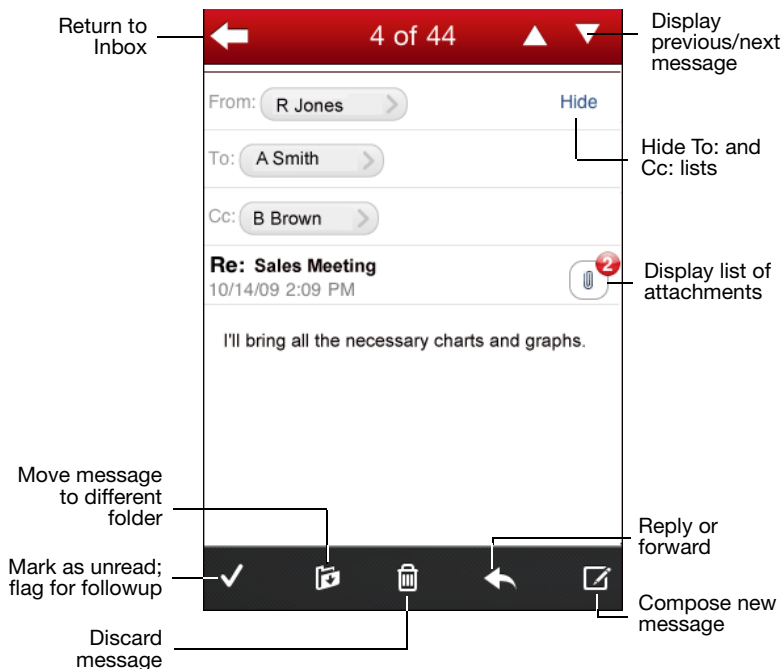 Return to
Inbox
4 of 44
Display
previous/next
message
From: R Jones
Hide
Hide To: and
Cc: lists
To: A Smith
Cc: B Brown
Re: Sales Meeting
10/14/09 2:09 PM
2
Display list of
attachments
I'll bring all the necessary charts and graphs.
Move message
to different
folder
Reply or
forward
Mark as unread;
flag for followup
Compose new
message
Discard
message